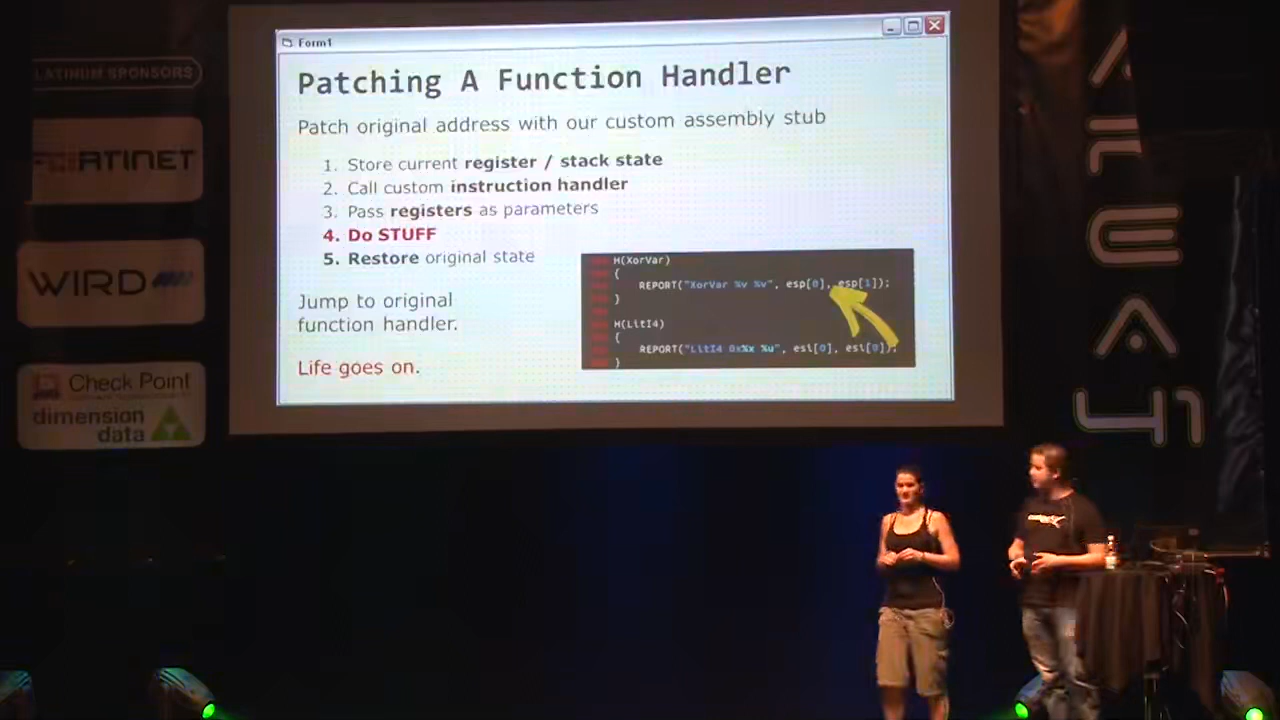 LATINUM SPONSORS
FORTINET
WIRD
Check Point
dimension
data
Form1
Patching A Function Handler
Patch original address with our custom assembly stub
1. Store current register / stack state
2. Call custom instruction handler
3. Pass registers as parameters
4. Do STUFF
5. Restore original state
Jump to original
function handler.
Life goes on.
H(XorVar)
{
REPORT("XorVar %v %v", esp[0], esp[1]);
}
H(LitI4)
{
REPORT("LitI4 0x%x %u", esi[0], esi[0]);
}
AREA
41